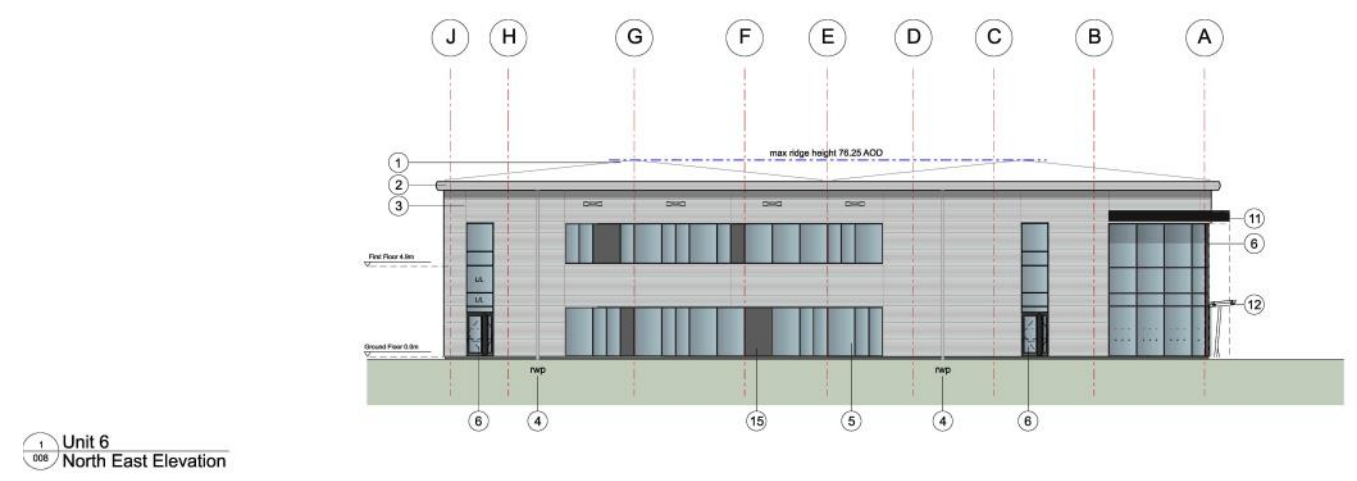 J H G F E D C B A
max ridge height 76.25 AOD
1
2
3
11
6
First Floor 4.9m
L/L
L/L
12
Ground Floor 0.0m
rwp rwp
6 4 15 5 4 6
1 Unit 6
008 North East Elevation